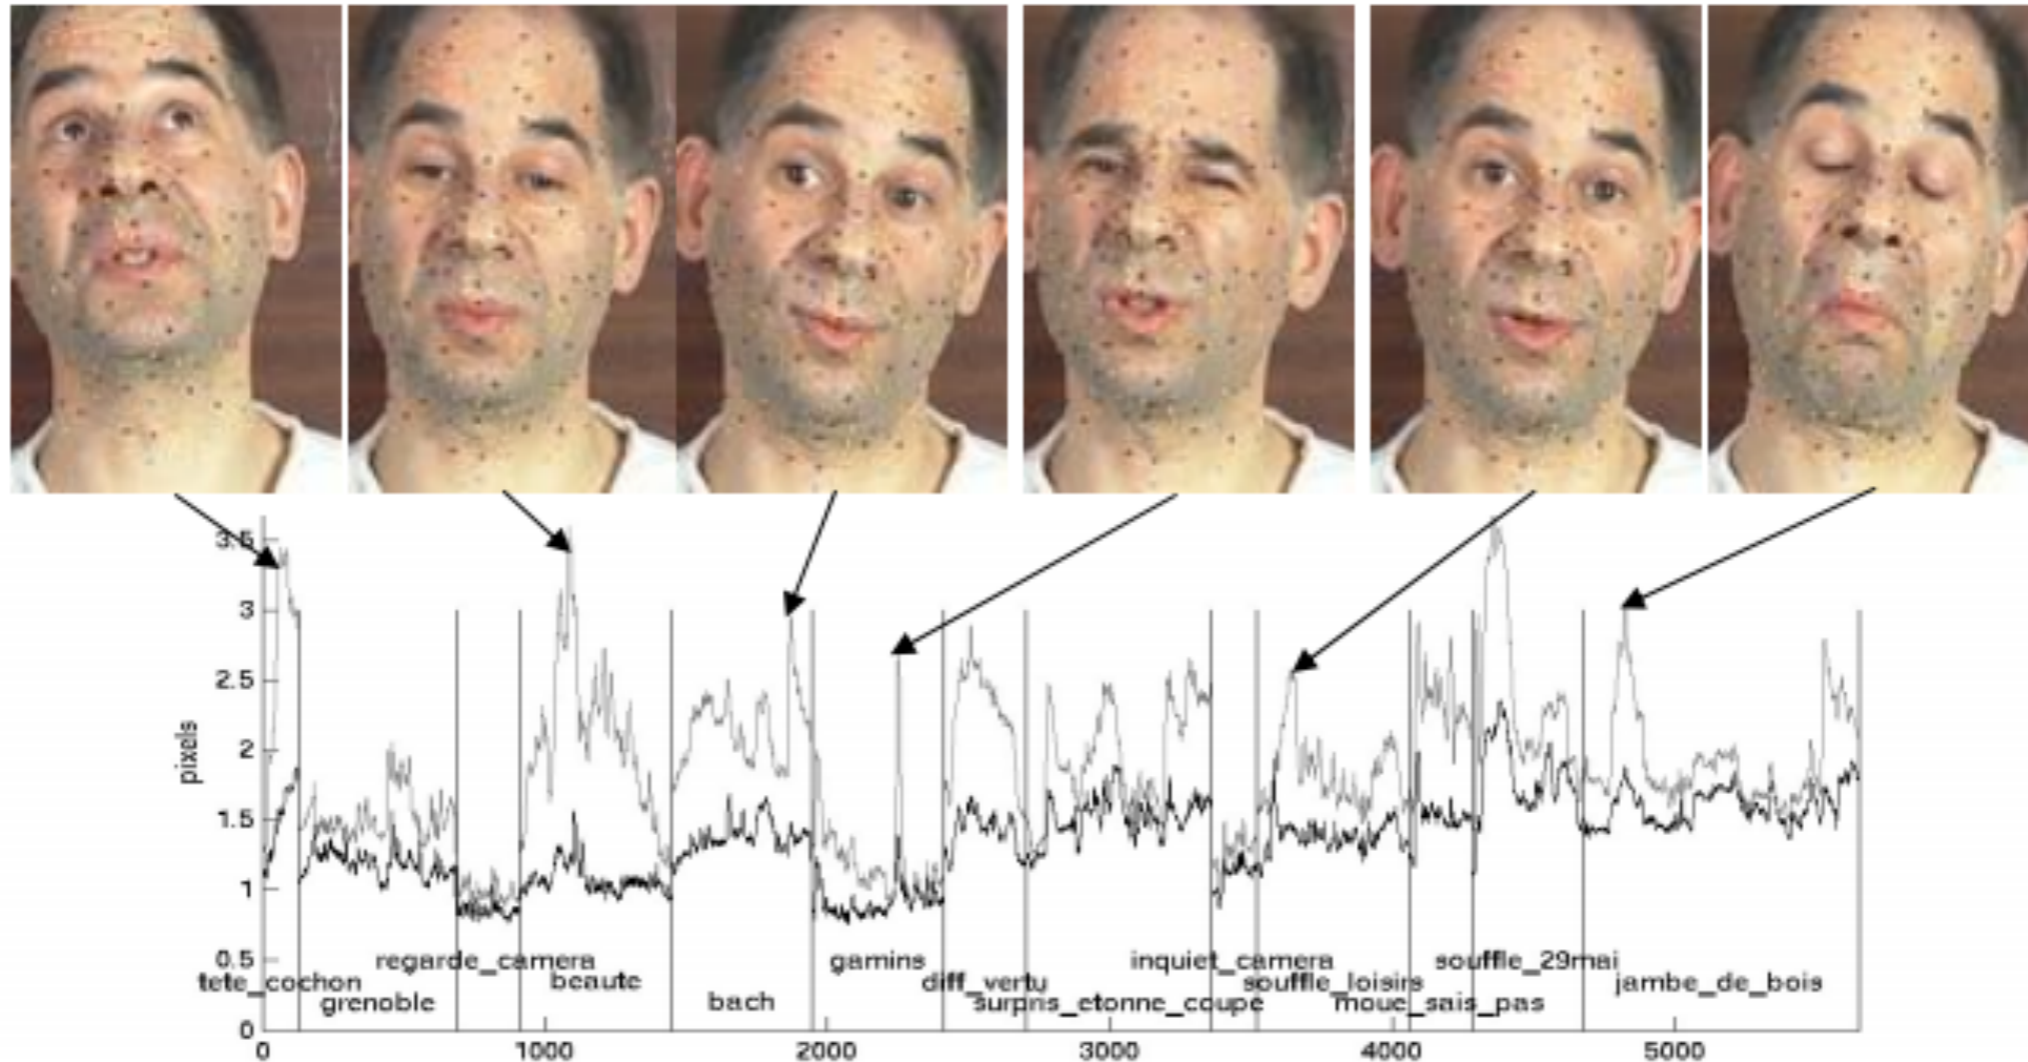 3.5
3
2.5
2
1.5
1
0.5
0
pixels
regarde_camera gamins inquiet_camera souffle_29mai
tete_cochon beaute diff_vertu souffle_loisirs jambe_de_bois
grenoble bach surpris_etonne_coupe moue_sais_pas
0 1000 2000 3000 4000 5000